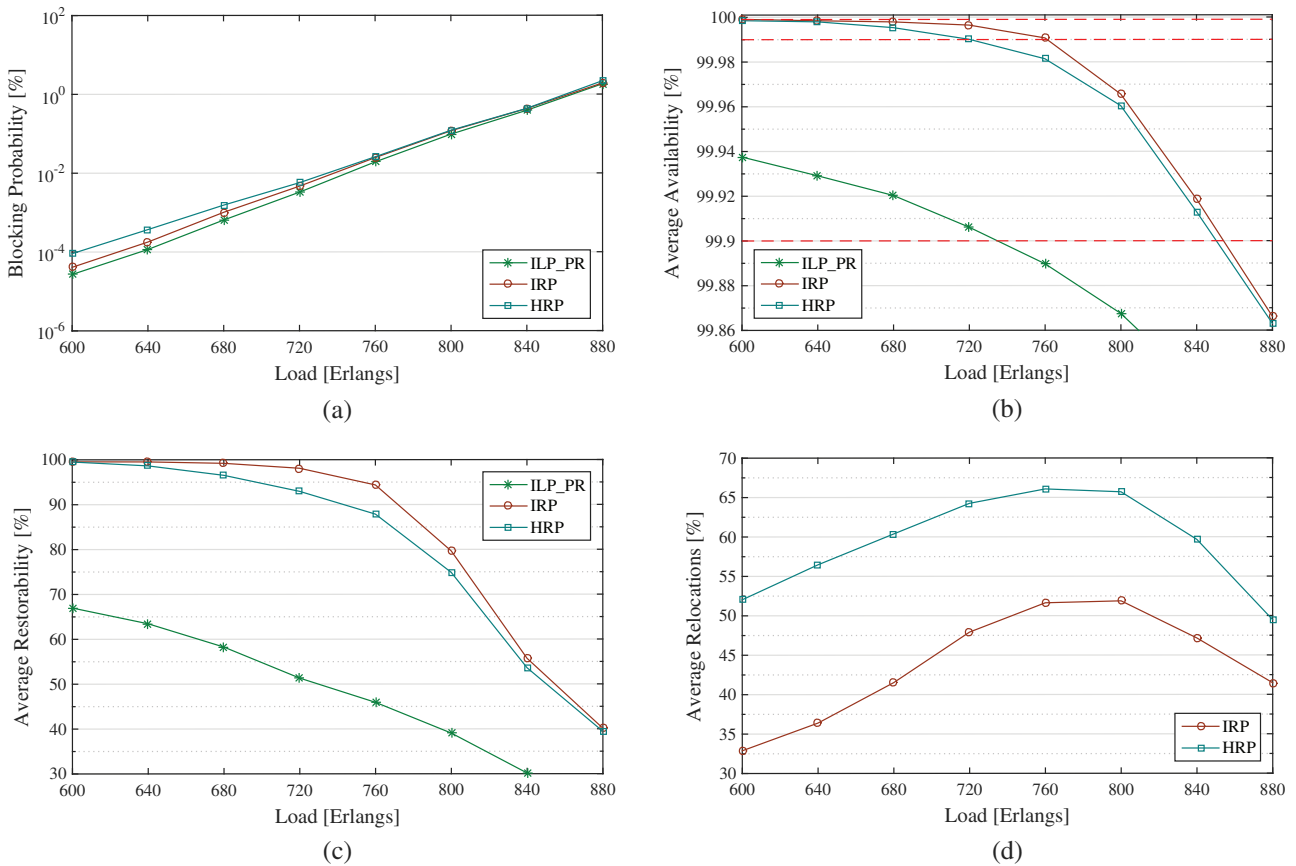 10^2
10^0
10^-2
10^-4
10^-6
Blocking Probability [%]
ILP_PR
IRP
HRP
600 640 680 720 760 800 840 880
Load [Erlangs]
(a)
100
99.98
99.96
99.94
99.92
99.9
99.88
99.86
Average Availability [%]
ILP_PR
IRP
HRP
600 640 680 720 760 800 840 880
Load [Erlangs]
(b)
100
90
80
70
60
50
40
30
Average Restorability [%]
ILP_PR
IRP
HRP
600 640 680 720 760 800 840 880
Load [Erlangs]
(c)
70
65
60
55
50
45
40
35
30
Average Relocations [%]
IRP
HRP
600 640 680 720 760 800 840 880
Load [Erlangs]
(d)